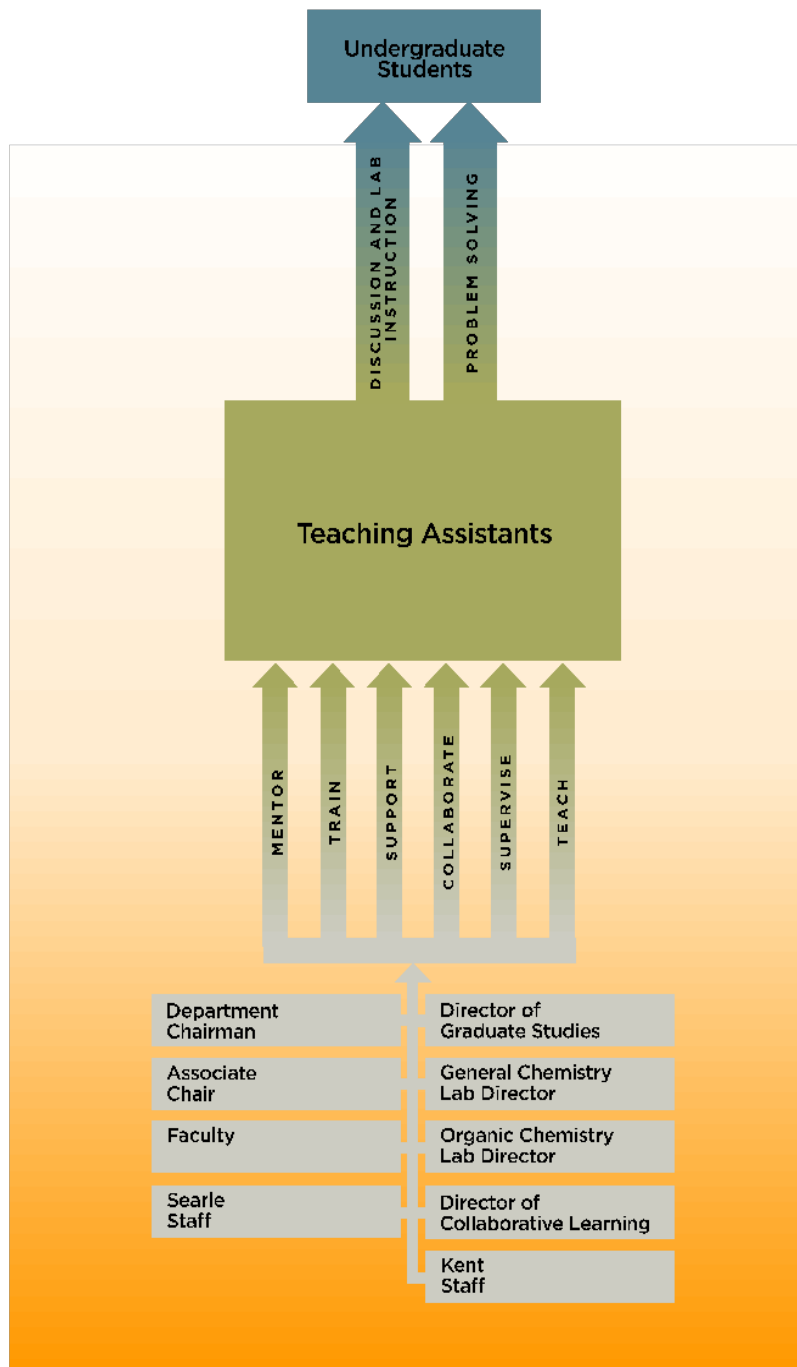 Undergraduate
Students
DISCUSSION AND LAB
INSTRUCTION
PROBLEM SOLVING
Teaching Assistants
MENTOR
TRAIN
SUPPORT
COLLABORATE
SUPERVISE
TEACH
Department
Chairman
Director of
Graduate Studies
Associate
Chair
General Chemistry
Lab Director
Faculty
Organic Chemistry
Lab Director
Searle
Staff
Director of
Collaborative Learning
Kent
Staff